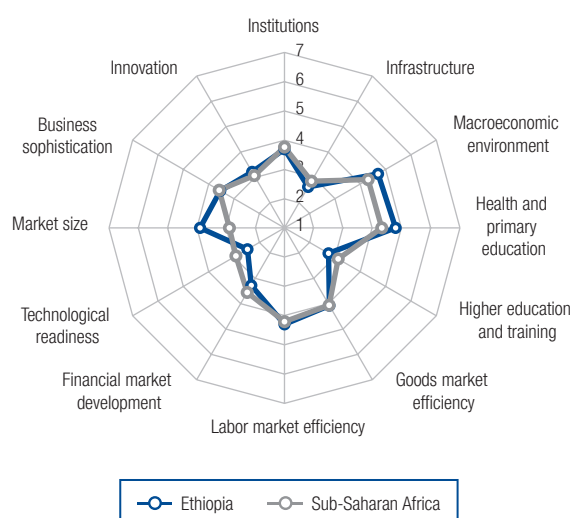 Institutions
7
6
5
4
3
2
1
Infrastructure
Macroeconomic
environment
Health and
primary
education
Higher education
and training
Goods market
efficiency
Labor market efficiency
Financial market
development
Technological
readiness
Market size
Business
sophistication
Innovation
Ethiopia
Sub-Saharan Africa